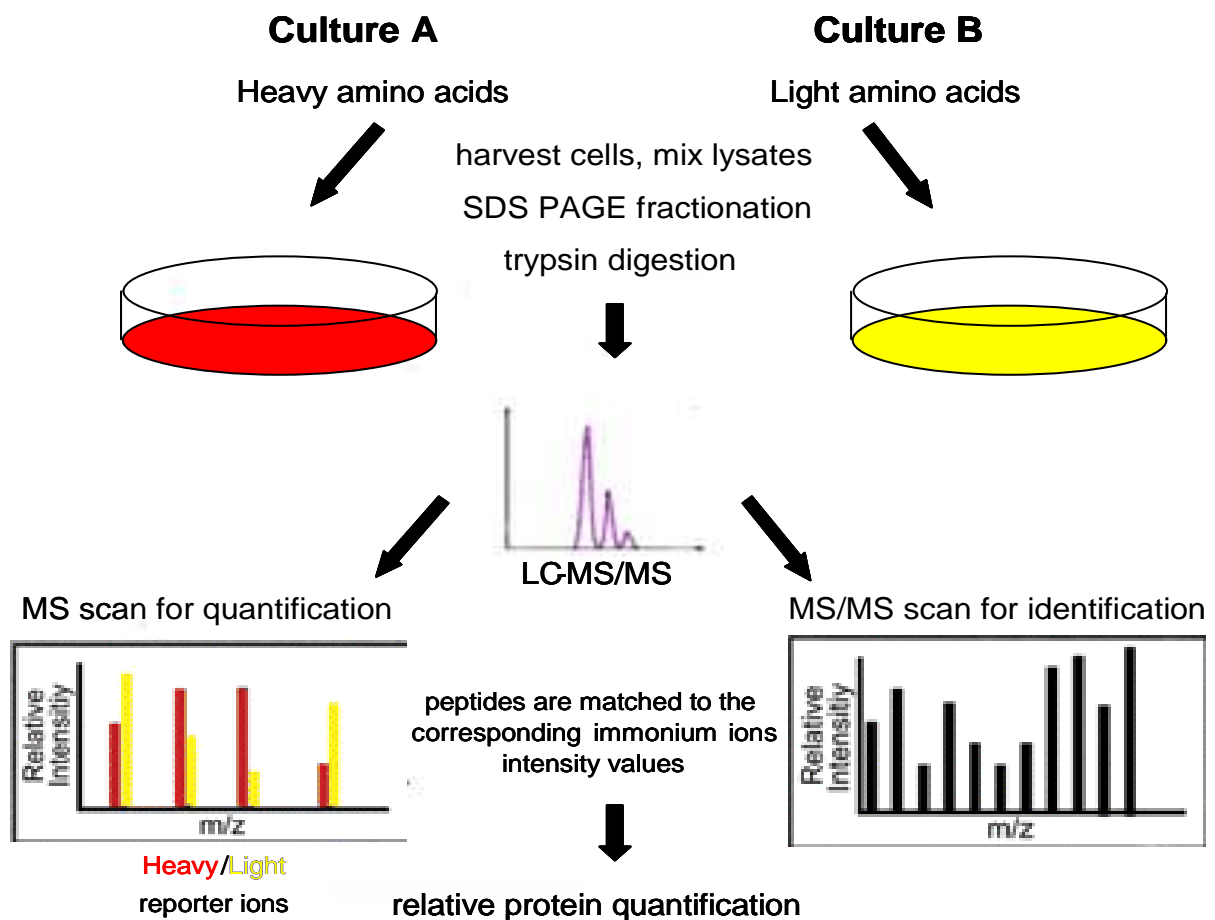 Culture A
Culture B
Heavy amino acids
Light amino acids
harvest cells, mix lysates
SDS PAGE fractionation
trypsin digestion
LC-MS/MS
MS scan for quantification
MS/MS scan for identification
Relative
Intensitiy
m/z
peptides are matched to the
corresponding immonium ions
intensity values
Relative
Intensitiy
m/z
Heavy/Light
reporter ions
relative protein quantification